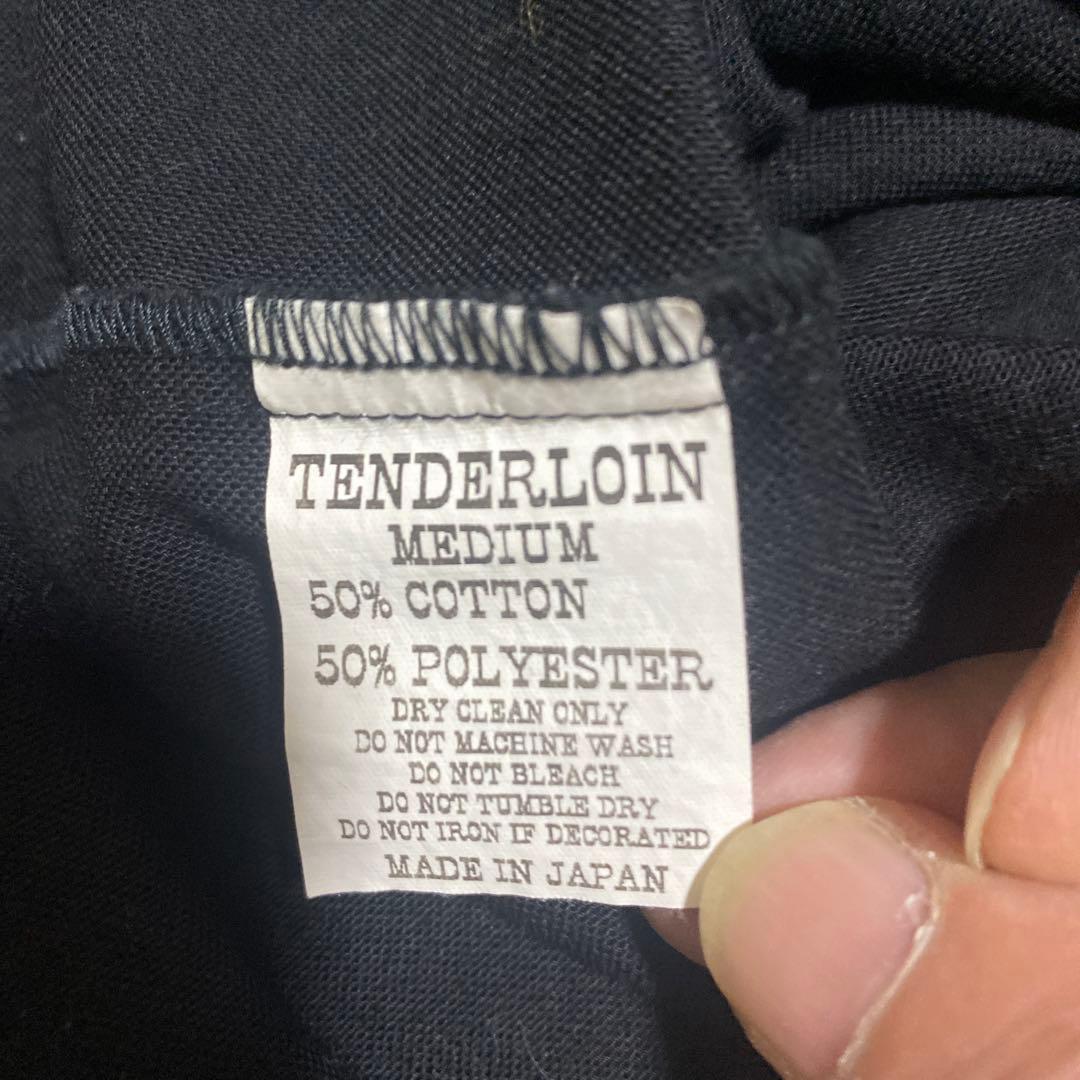 TENDERLOIN
MEDIUM
50% COTTON
50% POLYESTER
DRY CLEAN ONLY
DO NOT MACHINE WASH
DO NOT BLEACH
DO NOT TUMBLE DRY
DO NOT IRON IF DECORATED
MADE IN JAPAN